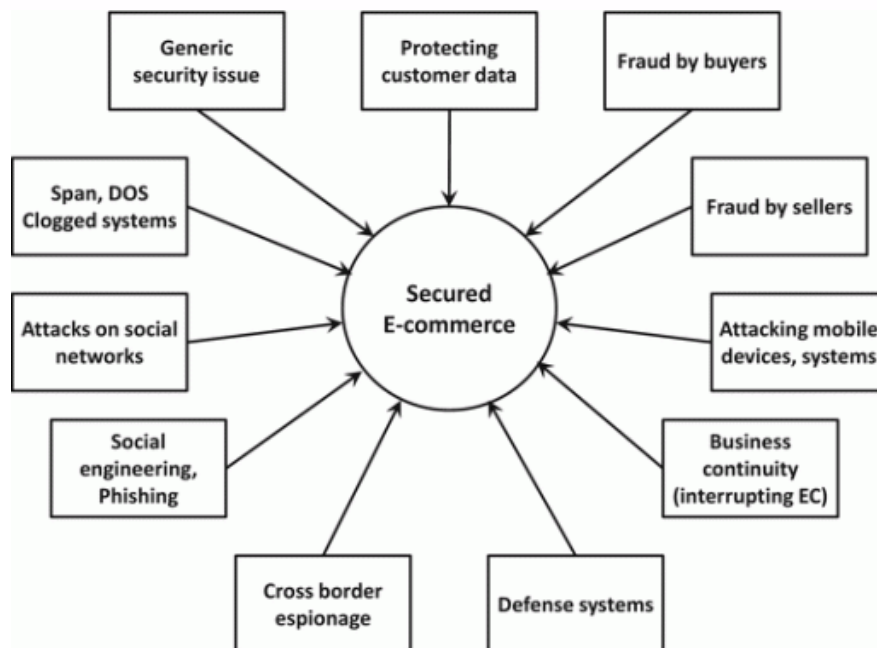 Generic
security issue
Protecting
customer data
Fraud by buyers
Span, DOS
Clogged systems
Fraud by sellers
Secured
E-commerce
Attacks on social
networks
Attacking mobile
devices, systems
Social
engineering,
Phishing
Business
continuity
(interrupting EC)
Cross border
espionage
Defense systems